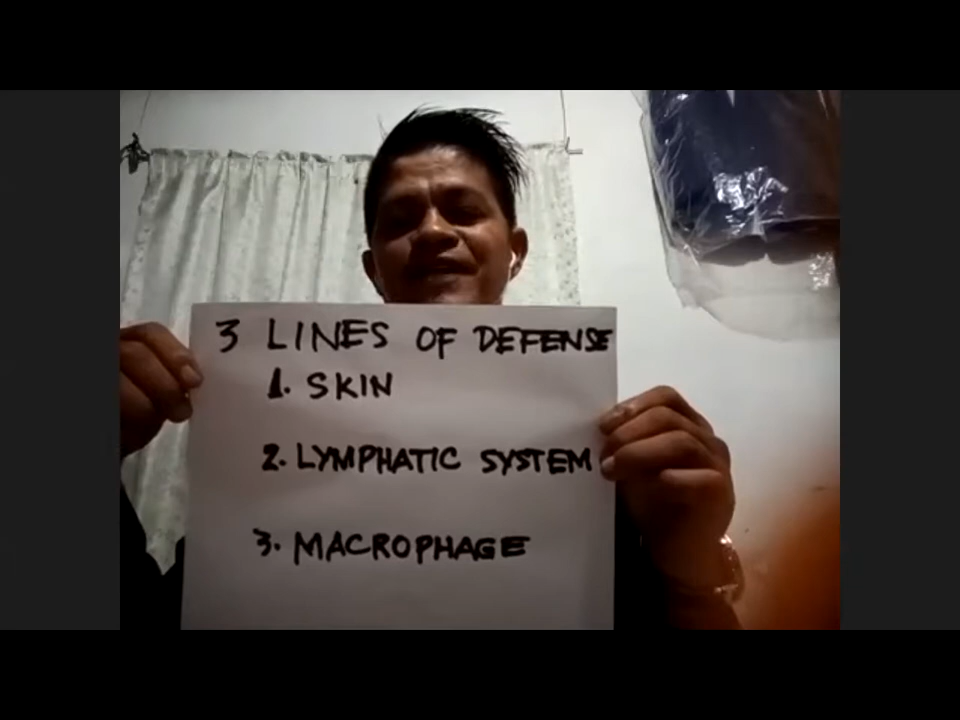 3 LINES OF DEFENSE
1. SKIN
2. LYMPHATIC SYSTEM
3. MACROPHAGE